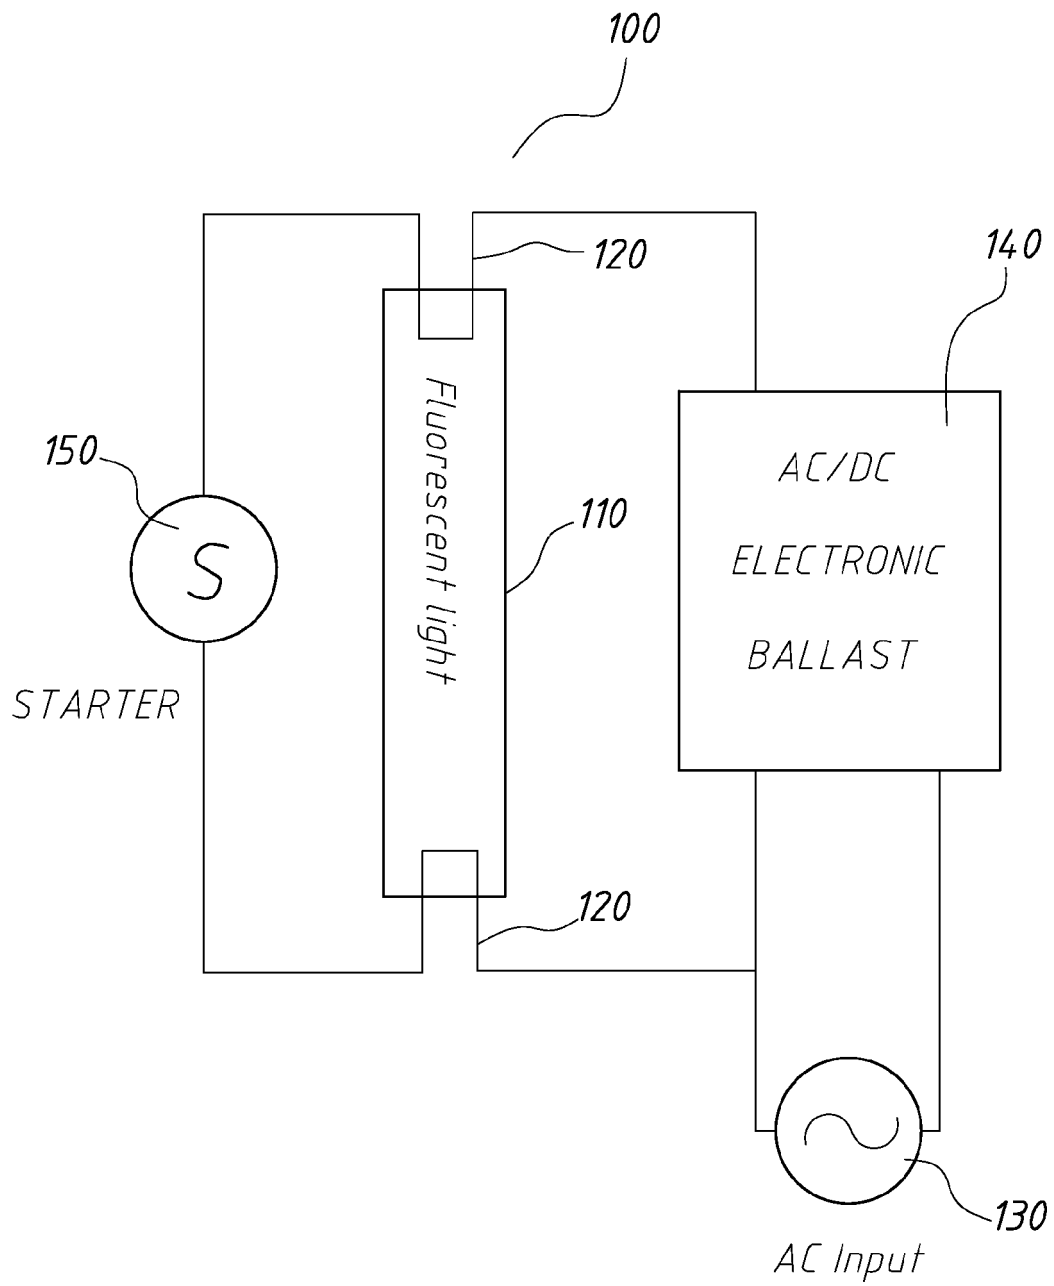 100
120
140
150
Fluorescent light
110
AC/DC
ELECTRONIC
BALLAST
S
STARTER
120
130
AC Input